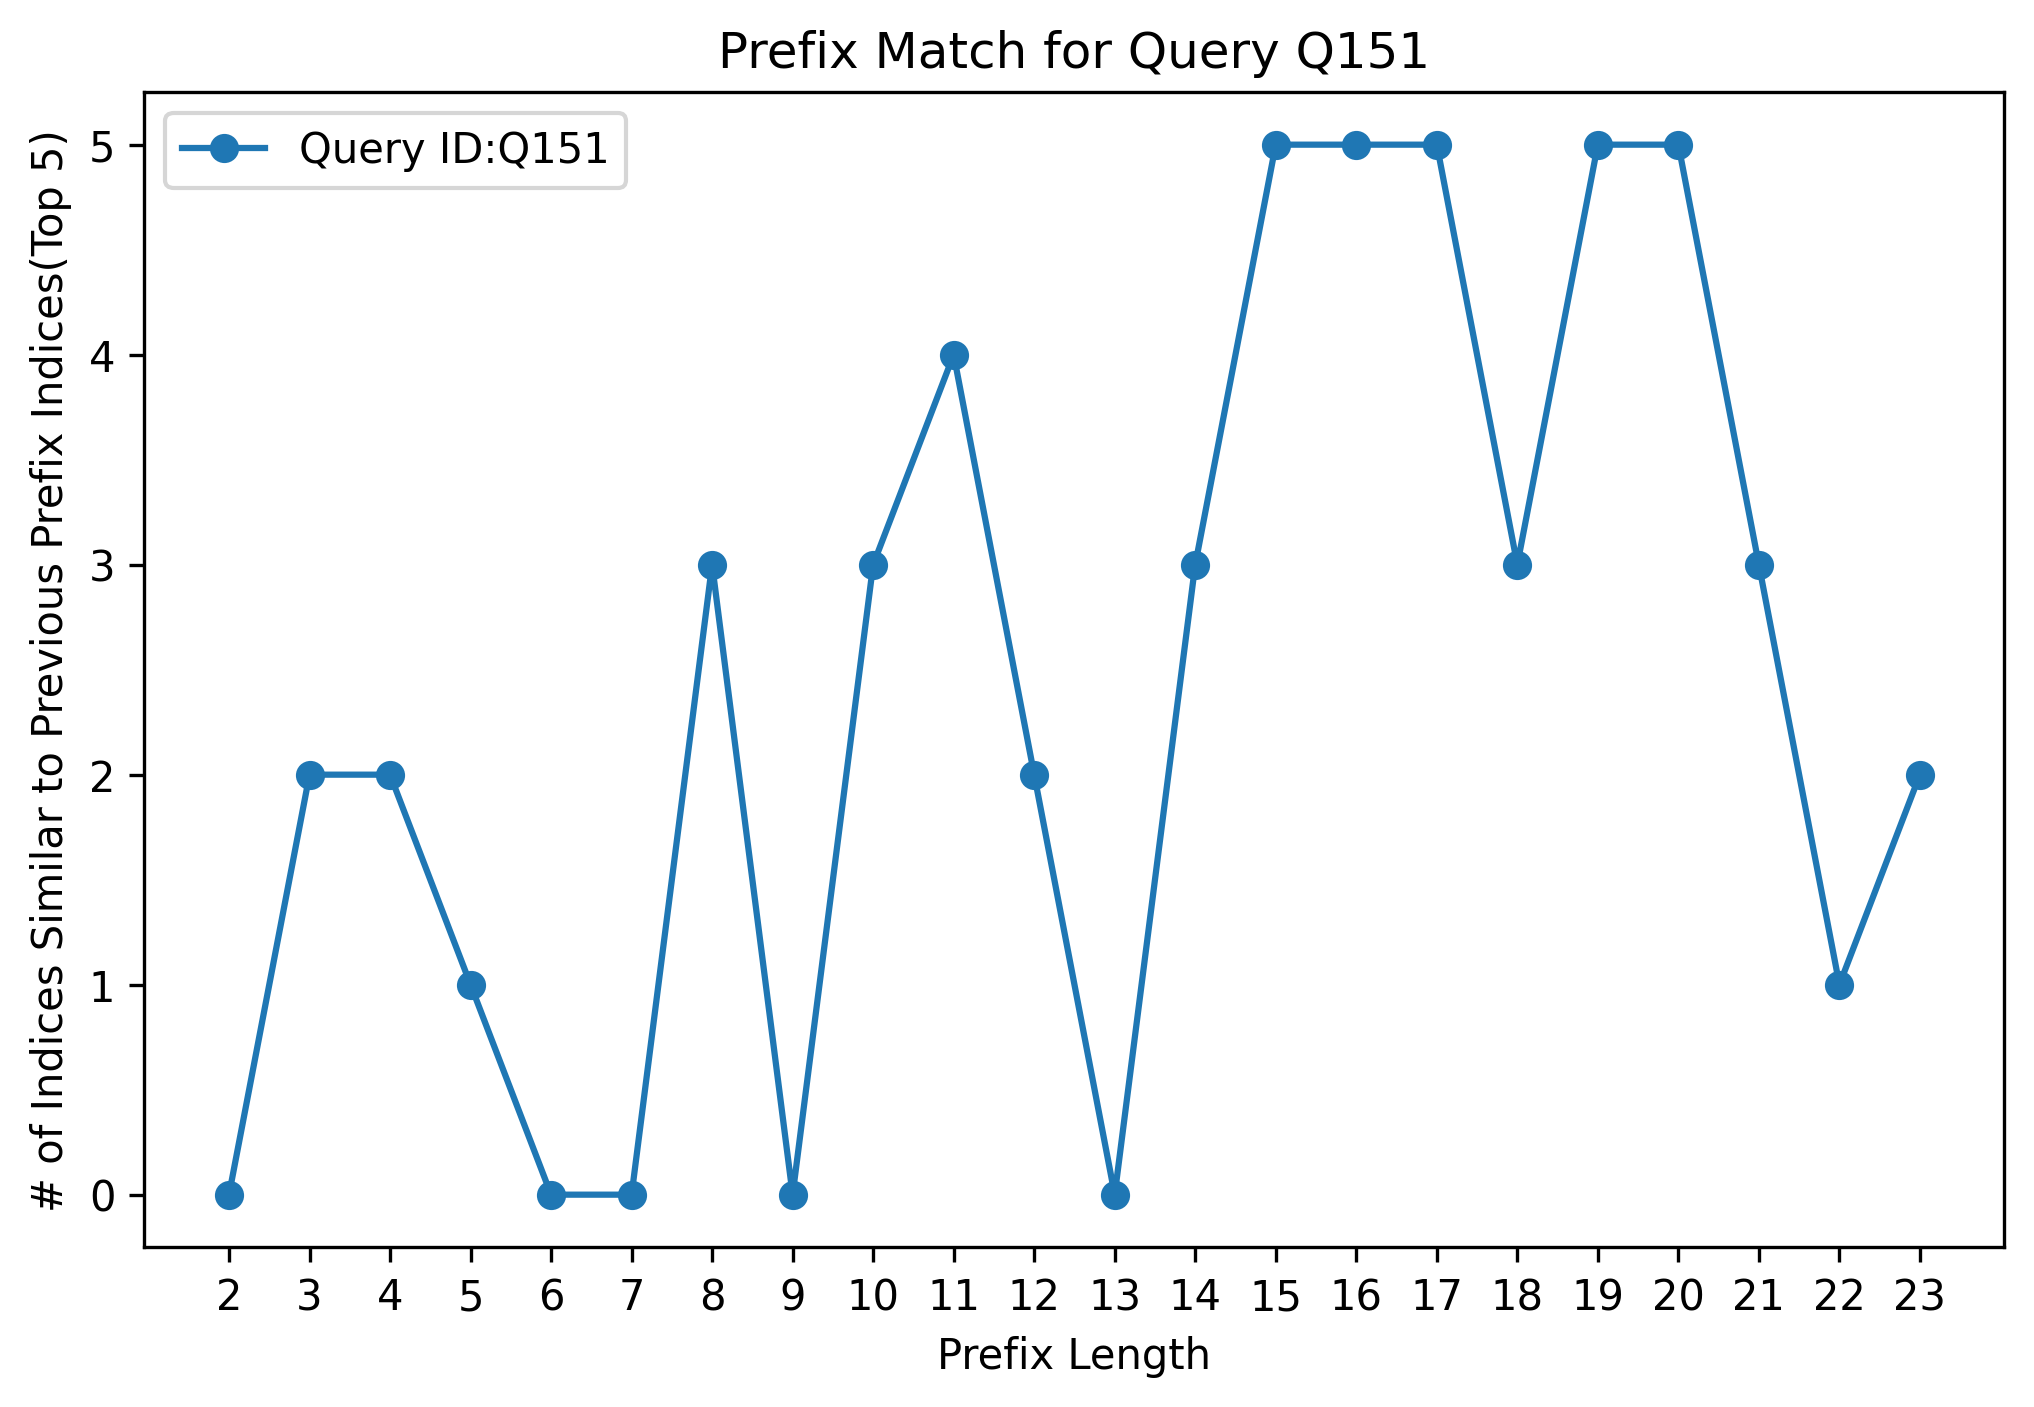 Prefix Match for Query Q151
Query ID:Q151
# of Indices Similar to Previous Prefix Indices(Top 5)
5
4
3
2
1
0
2 3 4 5 6 7 8 9 10 11 12 13 14 15 16 17 18 19 20 21 22 23
Prefix Length